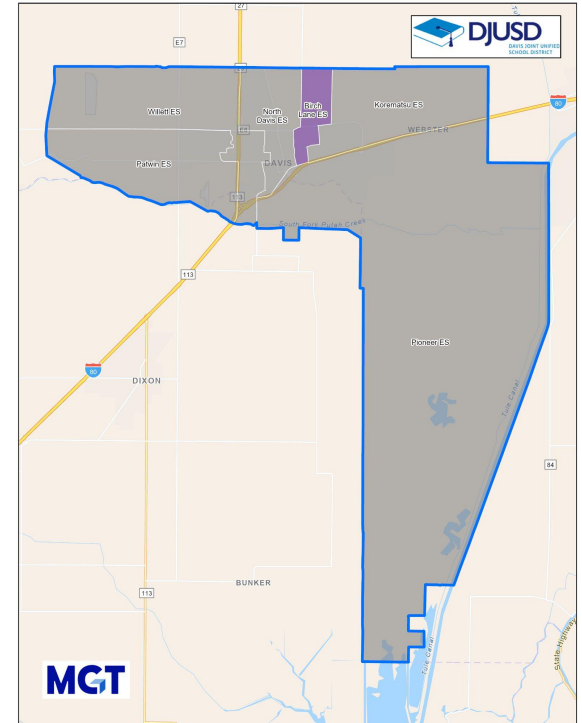 27
DJUSD
DAVIS JOINT UNIFIED
SCHOOL DISTRICT
E7
Willett ES
North
Davis ES
Birch
Lane ES
Korematsu ES
80
E6
WEBSTER
Patwin ES
DAVIS
113
South Fork Putah Creek
113
Pioneer ES
80
DIXON
Tule Canal
84
BUNKER
113
Tule Canal
State Highway
MGT